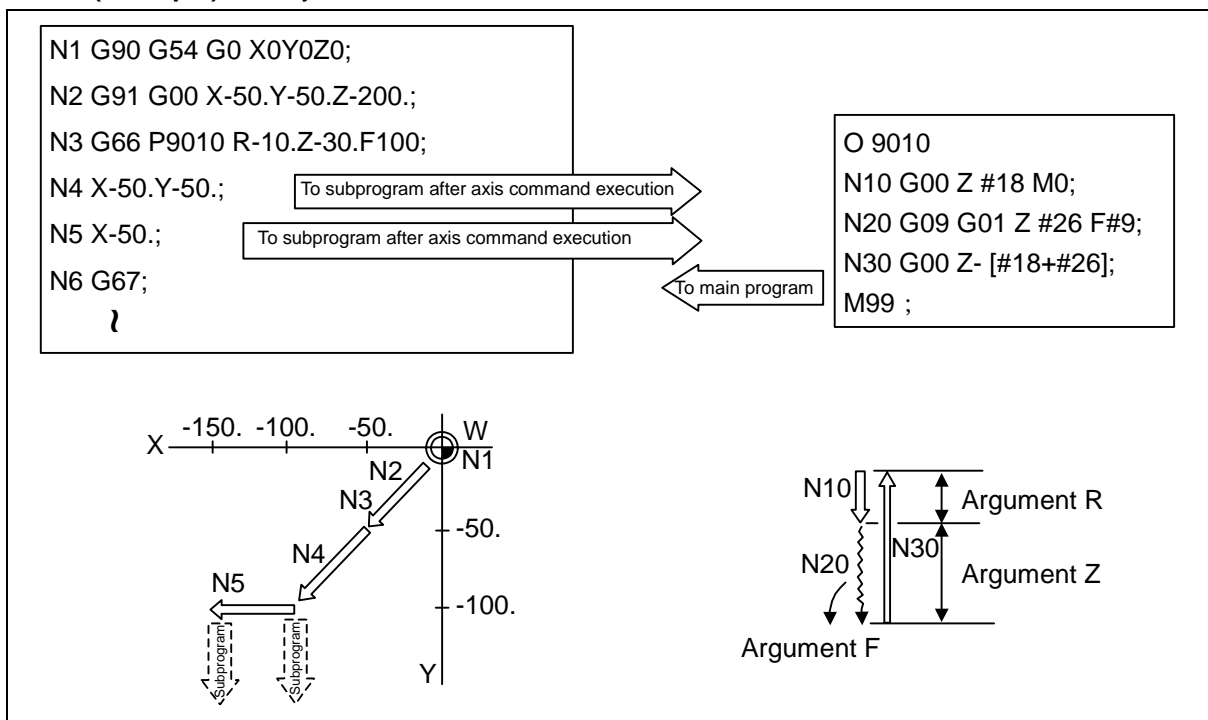 N1 G90 G54 G0 X0Y0Z0;
N2 G91 G00 X-50.Y-50.Z-200.;
N3 G66 P9010 R-10.Z-30.F100;
N4 X-50.Y-50.;
To subprogram after axis command execution
N5 X-50.;
To subprogram after axis command execution
N6 G67;
To main program
~
O 9010
N10 G00 Z #18 M0;
N20 G09 G01 Z #26 F#9;
N30 G00 Z- [#18+#26];
M99 ;
X
-150. -100. -50.
W
N1
N2
N3
-50.
N4
N5
-100.
Subprogram
Subprogram
Y
N10
Argument R
N20
N30
Argument Z
Argument F